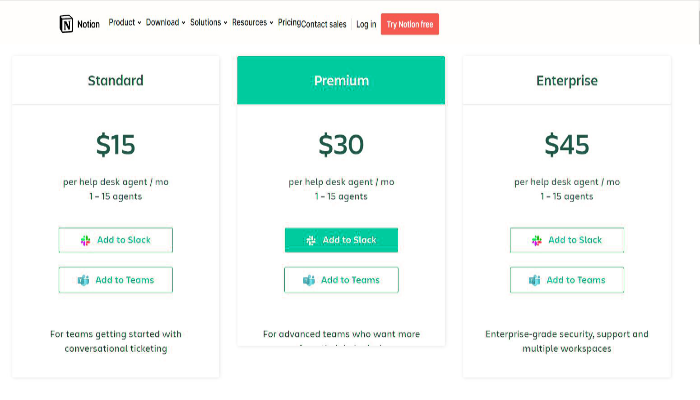 Notion Product Download Solutions Resources Pricing Contact sales Log in Try Notion free
Standard
$15
per help desk agent / mo
1 – 15 agents
Add to Slack
Add to Teams
For teams getting started with
conversational ticketing
Premium
$30
per help desk agent / mo
1 – 15 agents
Add to Slack
Add to Teams
For advanced teams who want more
Enterprise
$45
per help desk agent / mo
1 – 15 agents
Add to Slack
Add to Teams
Enterprise-grade security, support and
multiple workspaces